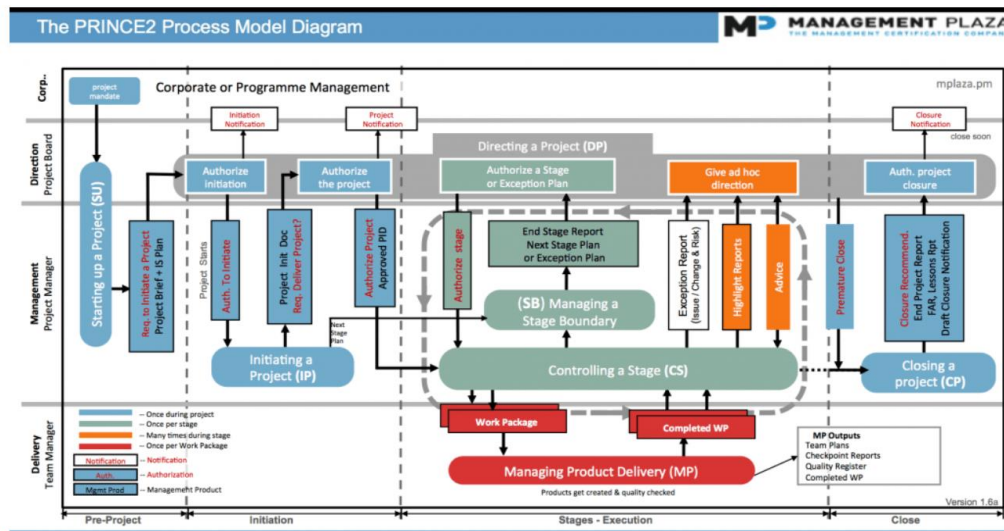 The PRINCE2 Process Model Diagram
MP MANAGEMENT PLAZA
THE MANAGEMENT CERTIFICATION COMPANY
Corp..
project
mandate
Corporate or Programme Management
mplaza.pm
Initiation
Notification
Project
Notification
Closure
Notification
close soon
Direction
Project Board
Directing a Project (DP)
Authorize
initiation
Authorize
the project
Authorize a Stage
or Exception Plan
Give ad hoc
direction
Auth. project
closure
Management
Project Manager
Starting up a Project (SU)
Req. to Initiate a Project
Project Brief + IS Plan
Project Starts
Auth. To Initiate
Project Init Doc
Req. Deliver Project?
Authorize Project
Approved PID
Authorize stage
End Stage Report
Next Stage Plan
or Exception Plan
Exception Report
(Issue / Change & Risk)
Highlight Reports
Advice
Premature Close
Closure Recommend.
End Project Report
FAR, Lessons Rpt
Draft Closure Notification
(SB) Managing a
Stage Boundary
Next
Stage
Plan
Initiating a
Project (IP)
Controlling a Stage (CS)
Closing a
project (CP)
Delivery
Team Manager
-- Once during project
-- Once per stage
-- Many times during stage
-- Once per Work Package
Notification -- Notification
Auth. -- Authorization
Mgmt Prod -- Management Product
Work Package
Completed WP
Managing Product Delivery (MP)
Products get created & quality checked
MP Outputs
Team Plans
Checkpoint Reports
Quality Register
Completed WP
Version 1.6a
Pre-Project
Initiation
Stages - Execution
Close